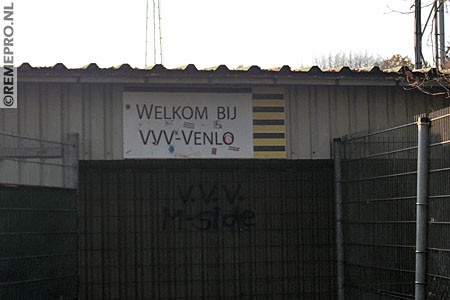 ©REMEPRO.NL
WELKOM BIJ
VVV-VENLO
V.V.V.
M-Side